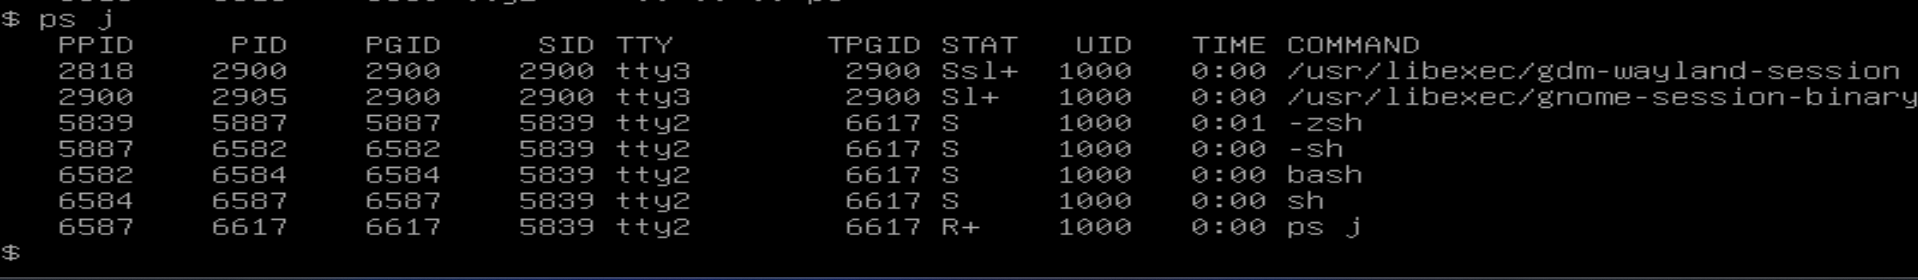 $ ps j
PPID PID PGID SID TTY TPGID STAT UID TIME COMMAND
2818 2900 2900 2900 tty3 2900 Ssl+ 1000 0:00 /usr/libexec/gdm-wayland-session
2900 2905 2900 2900 tty3 2900 Sl+ 1000 0:00 /usr/libexec/gnome-session-binary
5839 5887 5887 5839 tty2 6617 S 1000 0:01 -zsh
5887 6582 6582 5839 tty2 6617 S 1000 0:00 -sh
6582 6584 6584 5839 tty2 6617 S 1000 0:00 bash
6584 6587 6587 5839 tty2 6617 S 1000 0:00 sh
6587 6617 6617 5839 tty2 6617 R+ 1000 0:00 ps j
$